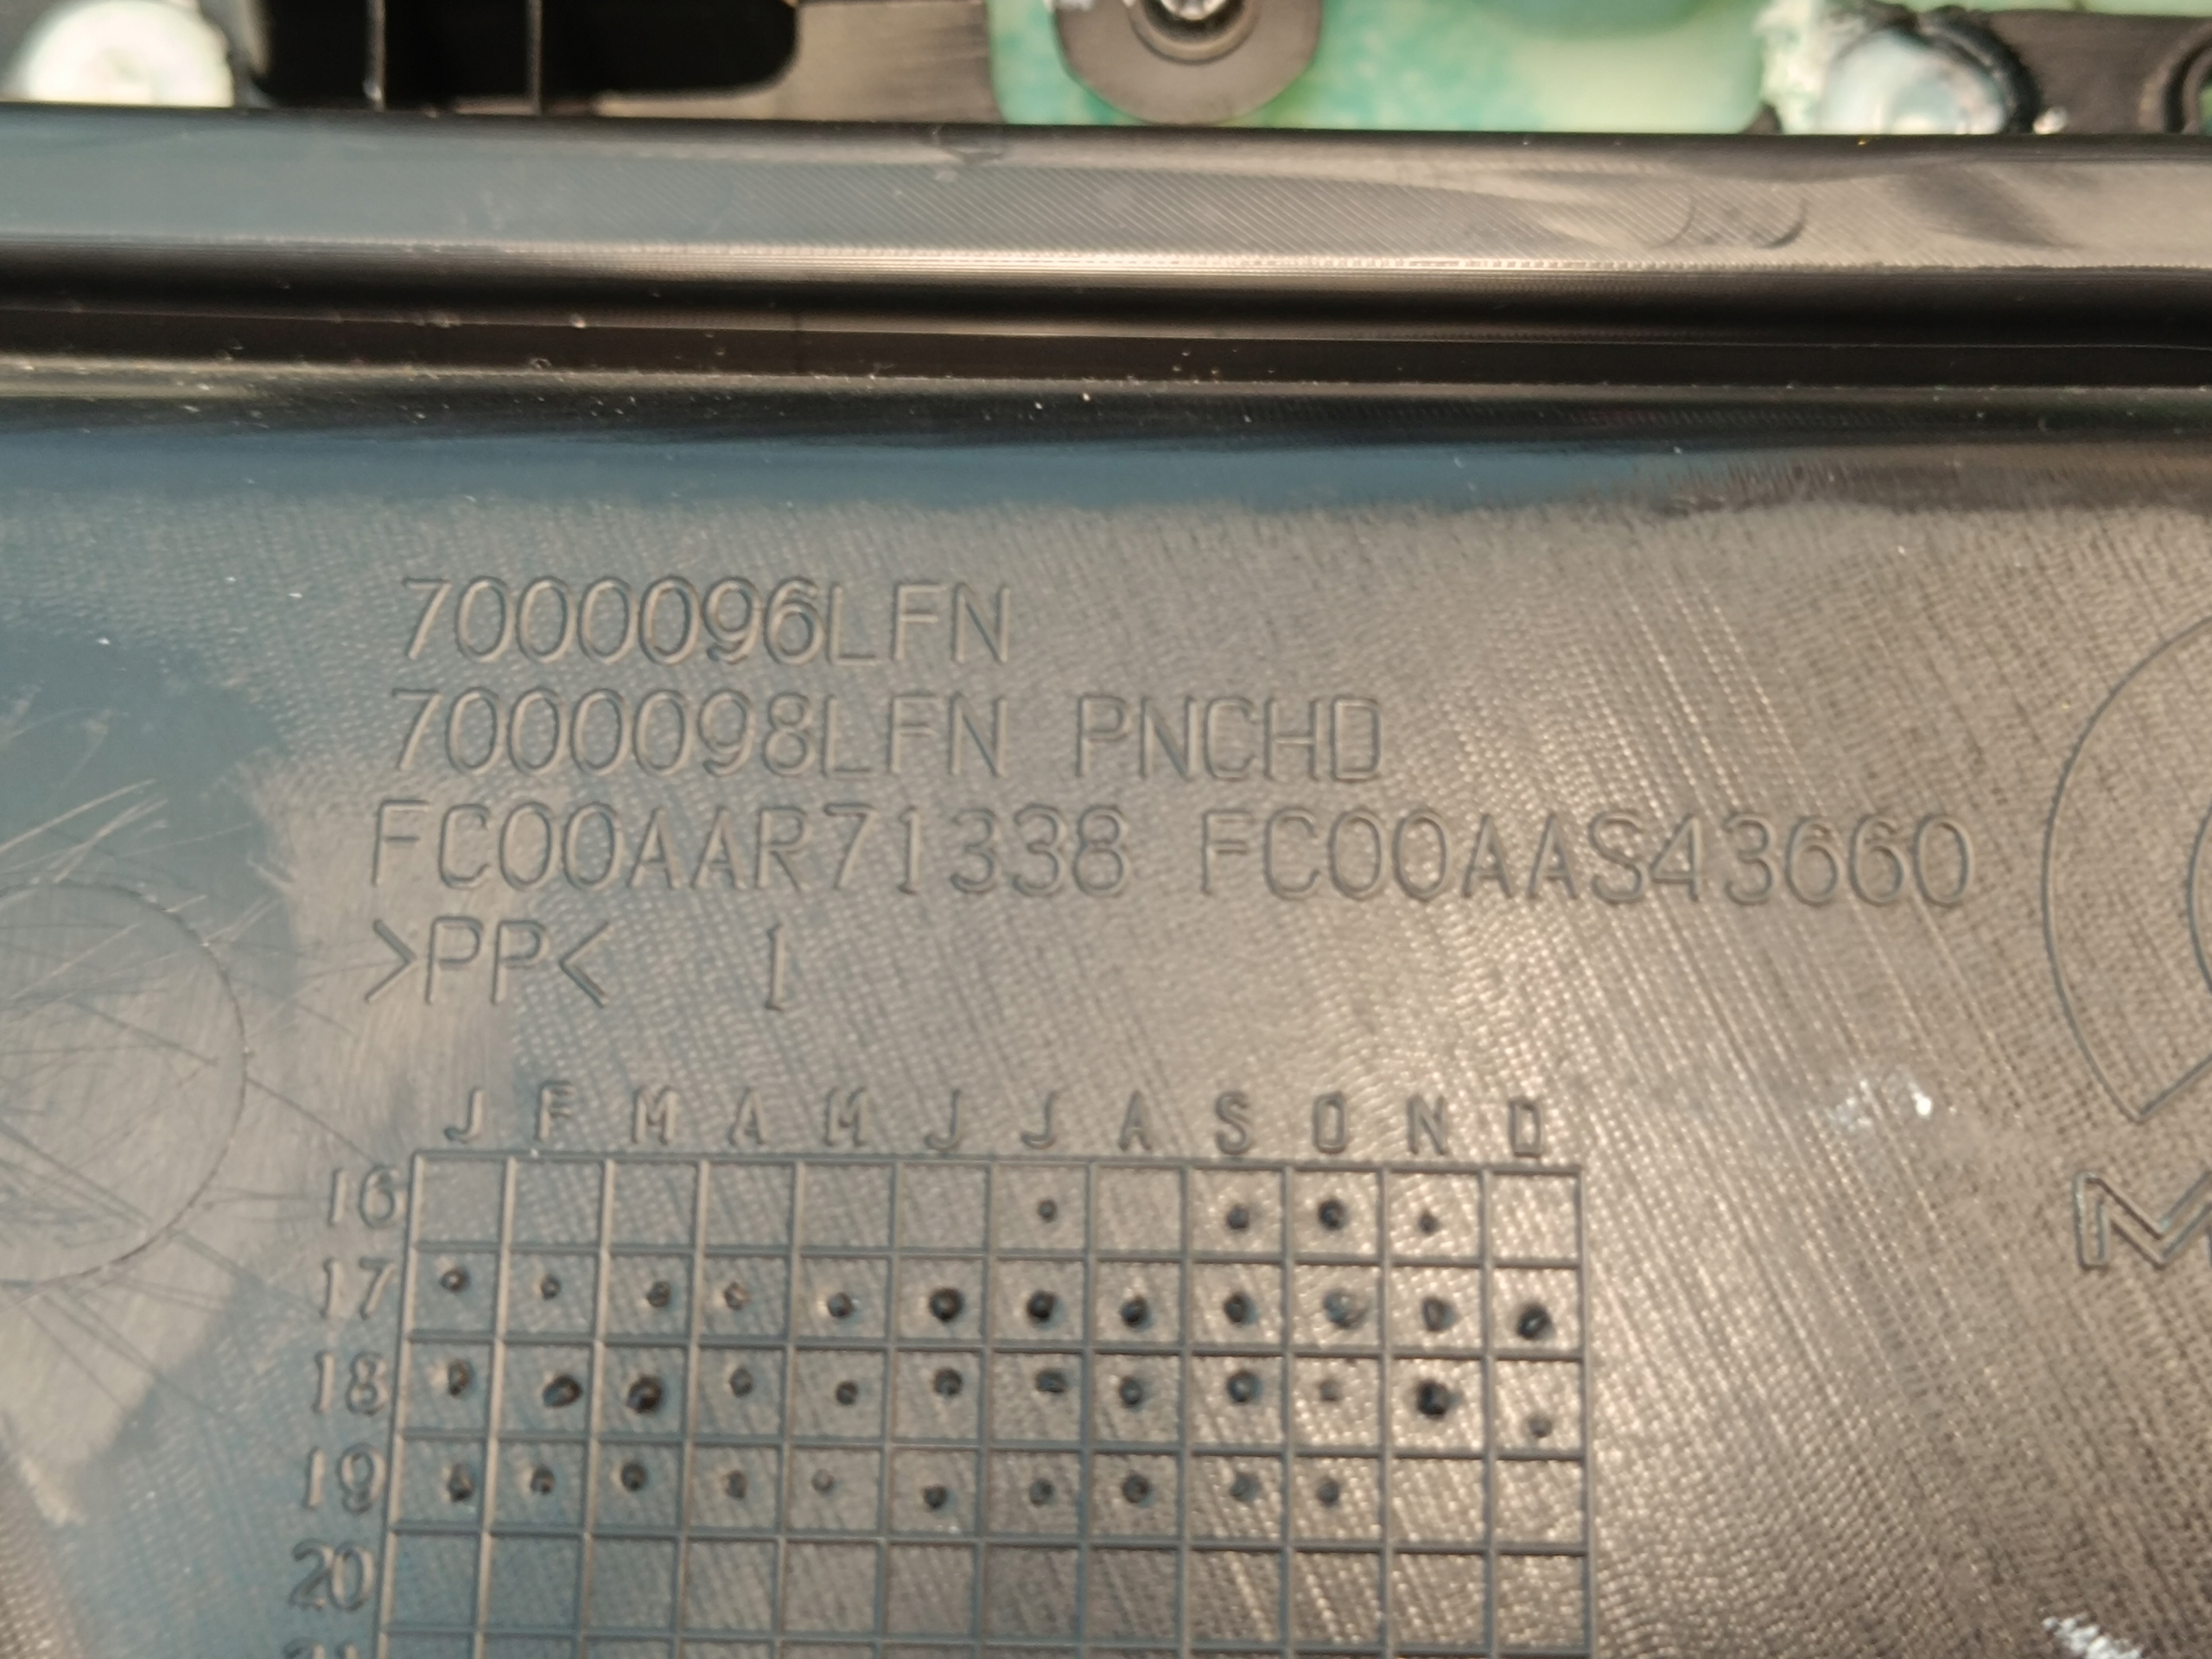 7000096LFN
7000098LFN PNCHD
FC00AAR71338 FC00AAS43660
>PP< 1
J F M A M J J A S O N D
16
17
18
19
20